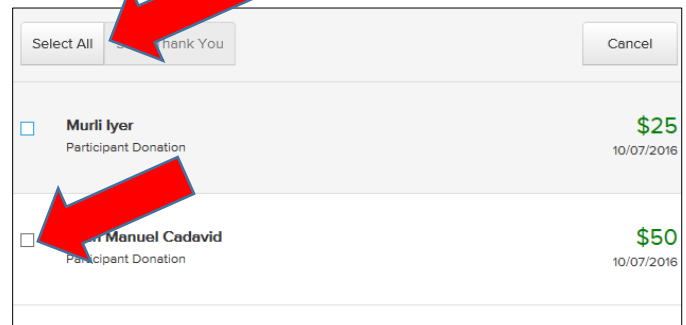 Select All Thank You Cancel
Murli Iyer $25
Participant Donation 10/07/2016
Manuel Cadavid $50
Participant Donation 10/07/2016